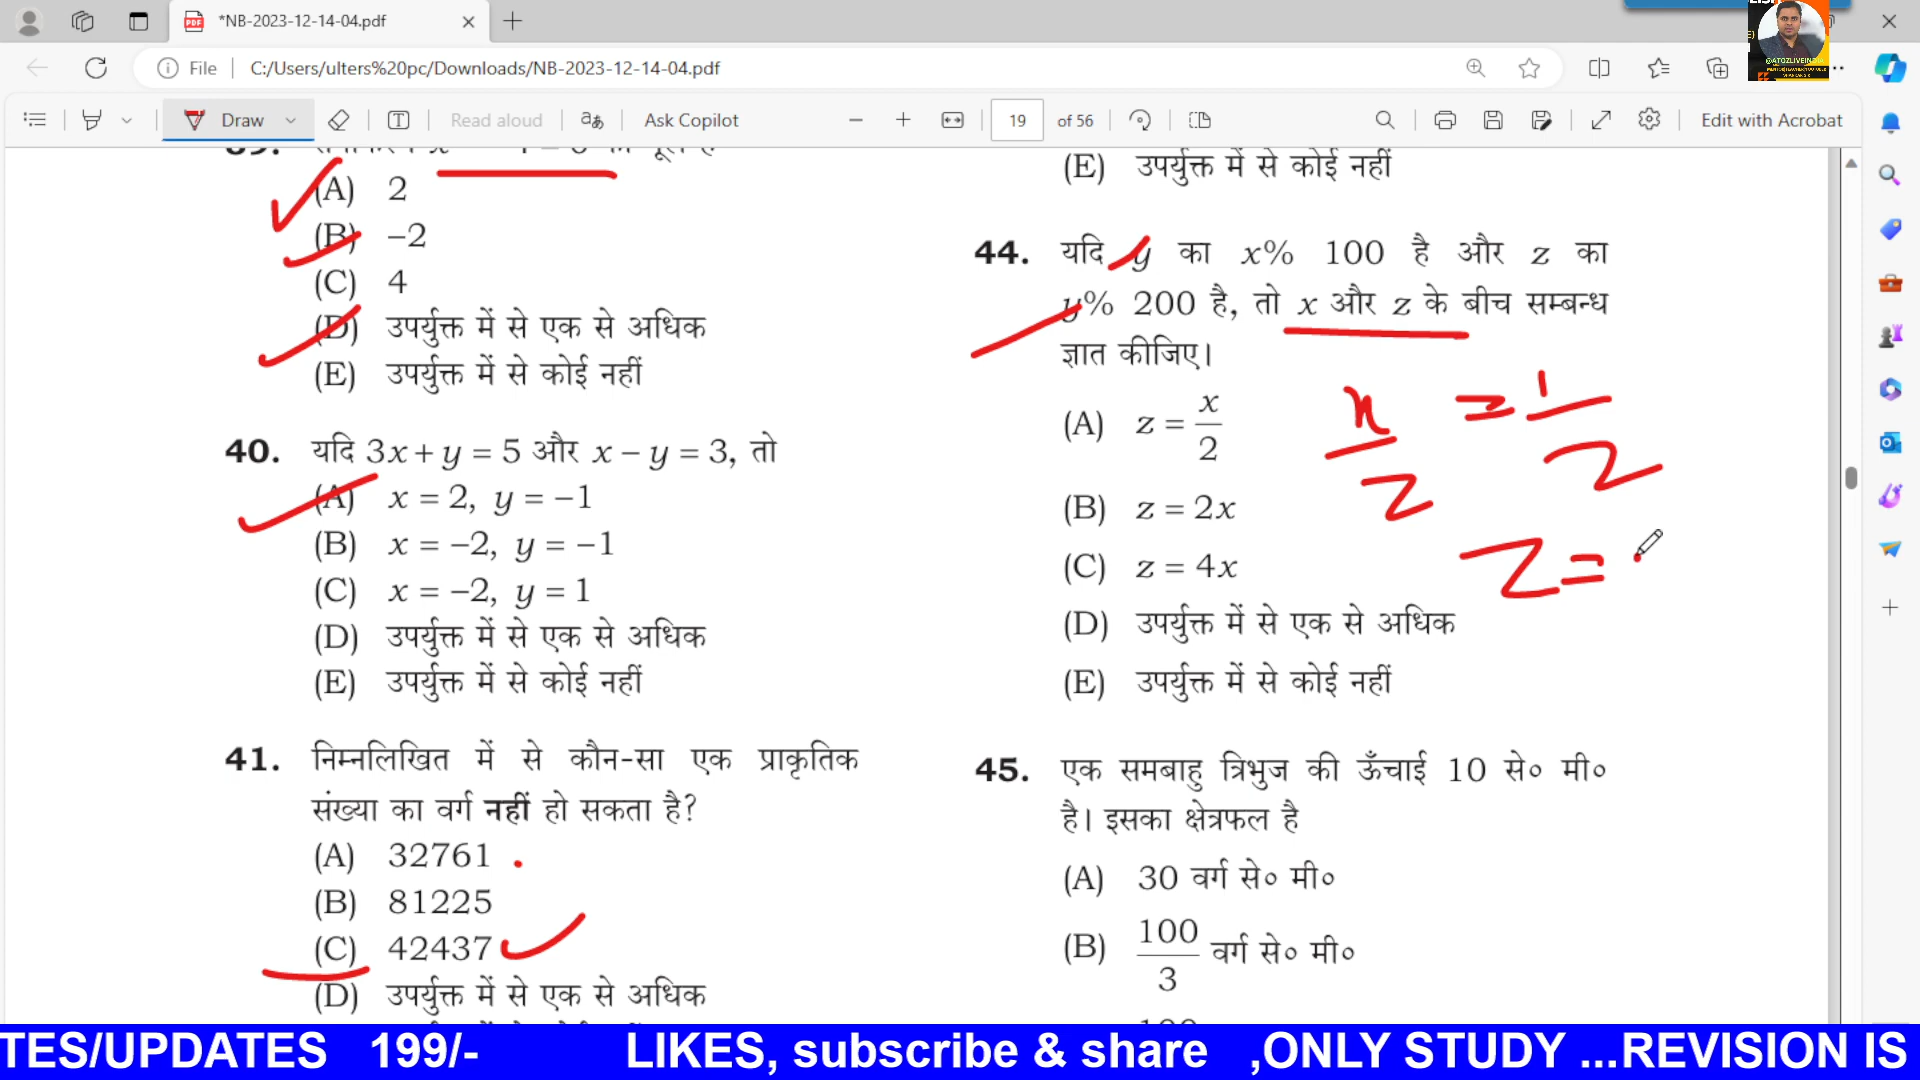 *NB-2023-12-14-04.pdf
File
C:/Users/ulters%20pc/Downloads/NB-2023-12-14-04.pdf
@ATOZLIVEINDIA
Draw
Read aloud
Ask Copilot
19 of 56
Edit with Acrobat
(A) 2
(B) −2
(C) 4
(D) उपर्युक्त में से एक से अधिक
(E) उपर्युक्त में से कोई नहीं
40. यदि 3x + y = 5 और x − y = 3, तो
(A) x = 2, y = −1
(B) x = −2, y = −1
(C) x = −2, y = 1
(D) उपर्युक्त में से एक से अधिक
(E) उपर्युक्त में से कोई नहीं
41. निम्नलिखित में से कौन-सा एक प्राकृतिक
संख्या का वर्ग नहीं हो सकता है?
(A) 32761
(B) 81225
(C) 42437
(D) उपर्युक्त में से एक से अधिक
(E) उपर्युक्त में से कोई नहीं
44. यदि y का x% 100 है और z का
y% 200 है, तो x और z के बीच सम्बन्ध
ज्ञात कीजिए।
(A) z = x/2
(B) z = 2x
(C) z = 4x
(D) उपर्युक्त में से एक से अधिक
(E) उपर्युक्त में से कोई नहीं
x/z = 1/2
z =
45. एक समबाहु त्रिभुज की ऊँचाई 10 से० मी०
है। इसका क्षेत्रफल है
(A) 30 वर्ग से० मी०
(B) 100/3 वर्ग से० मी०
TES/UPDATES 199/- LIKES, subscribe & share ,ONLY STUDY ...REVISION IS